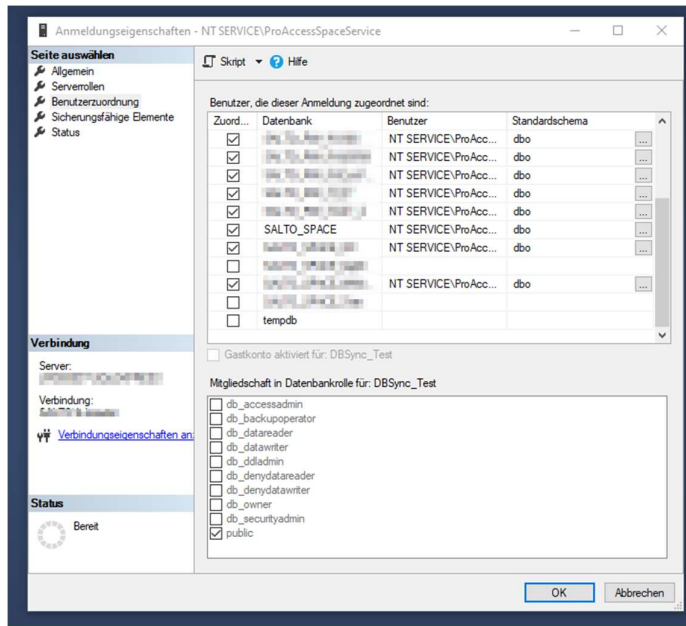 Anmeldungseigenschaften - NT SERVICE\ProAccessSpaceService
Seite auswählen
Allgemein
Serverrollen
Benutzerzuordnung
Sicherungsfähige Elemente
Status
Skript Hilfe
Benutzer, die dieser Anmeldung zugeordnet sind:
Zuord... Datenbank Benutzer Standardschema
NT SERVICE\ProAcc... dbo ...
NT SERVICE\ProAcc... dbo ...
NT SERVICE\ProAcc... dbo ...
NT SERVICE\ProAcc... dbo ...
NT SERVICE\ProAcc... dbo ...
SALTO_SPACE NT SERVICE\ProAcc... dbo ...
NT SERVICE\ProAcc... dbo ...
NT SERVICE\ProAcc... dbo ...
tempdb
Gastkonto aktiviert für: DBSync_Test
Verbindung
Server:
Verbindung:
Verbindungseigenschaften an
Mitgliedschaft in Datenbankrolle für: DBSync_Test
db_accessadmin
db_backupoperator
db_datareader
db_datawriter
db_ddladmin
db_denydatareader
db_denydatawriter
db_owner
db_securityadmin
public
Status
Bereit
OK Abbrechen